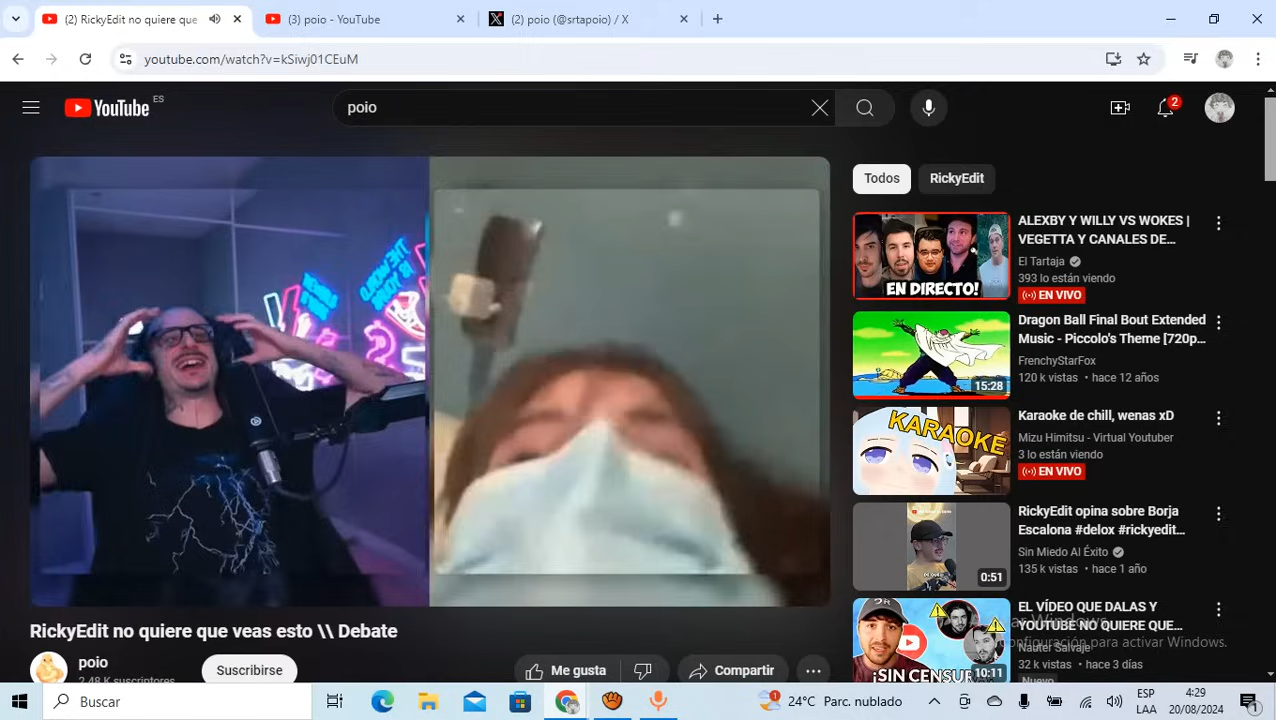 (2) RickyEdit no quiere que
(3) poio - YouTube
(2) poio (@srtapoio) / X
youtube.com/watch?v=kSiwj01CEuM
YouTube ES
poio
2
Todos
RickyEdit
ALEXBY Y WILLY VS WOKES |
VEGETTA Y CANALES DE...
El Tartaja
393 lo están viendo
EN VIVO
EN DIRECTO!
Dragon Ball Final Bout Extended
Music - Piccolo's Theme [720p...
FrenchyStarFox
120 k vistas • hace 12 años
15:28
Karaoke de chill, wenas xD
Mizu Himitsu - Virtual Youtuber
3 lo están viendo
EN VIVO
KARAOKE
RickyEdit opina sobre Borja
Escalona #delox #rickyedit...
Sin Miedo Al Éxito
135 k vistas • hace 1 año
0:51
EL VÍDEO QUE DALAS Y
YOUTUBE NO QUIERE QUE...
Nauter Salvaje
32 k vistas • hace 3 días
Nuevo
¡SIN CENSURA!
10:11
RickyEdit no quiere que veas esto \\ Debate
poio
2.48 K suscriptores
Suscribirse
Me gusta
Compartir
Buscar
24°C Parc. nublado
ESP
LAA
4:29
20/08/2024
1